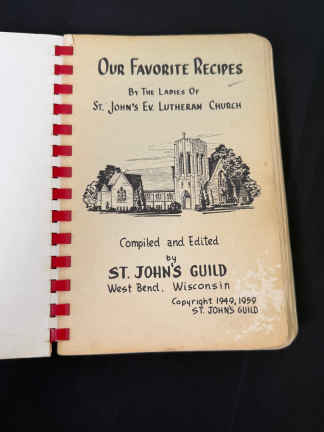 OUR FAVORITE RECIPES
BY THE LADIES OF
ST. JOHN'S EV. LUTHERAN CHURCH
Compiled and Edited
by
ST. JOHN'S GUILD
West Bend, Wisconsin
Copyright 1949, 1959
ST. JOHN'S GUILD